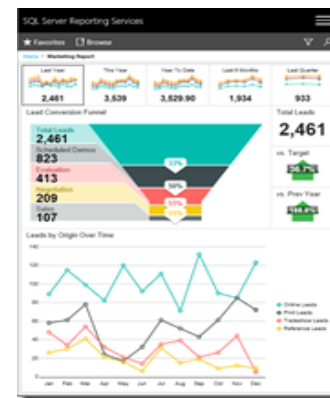 SQL Server Reporting Services
Favorites Browse
Home Marketing Report
Last Year This Year Year To Date Last 6 Months Last Quarter
2,461 3,539 3,529.90 1,934 933
Lead Conversion Funnel
Total Leads
2,461
Total Leads
2,461
Scheduled Demos
823
33%
vs. Target
Evaluation
413
50%
Negotiation
209
51%
vs. Prev Year
Sales
107
Leads by Origin Over Time
140
120
100
80
60
40
20
0
Jan Feb Mar Apr May Jun Jul Aug Sep Oct Nov Dec
Online Leads
Print Leads
Tradeshow Leads
Reference Leads